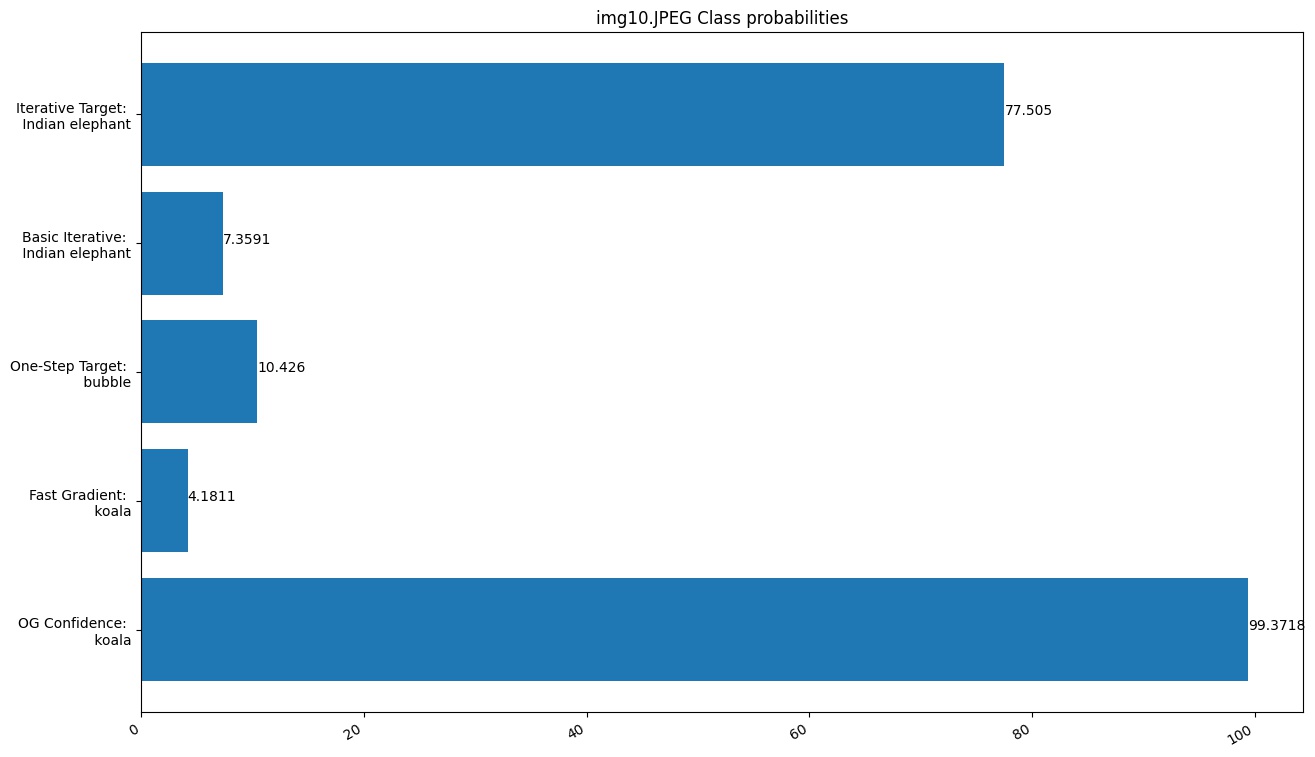 img10.JPEG Class probabilities
Iterative Target:
Indian elephant
77.505
Basic Iterative:
Indian elephant
7.3591
One-Step Target:
bubble
10.426
Fast Gradient:
koala
4.1811
OG Confidence:
koala
99.3718
0
20
40
60
80
100